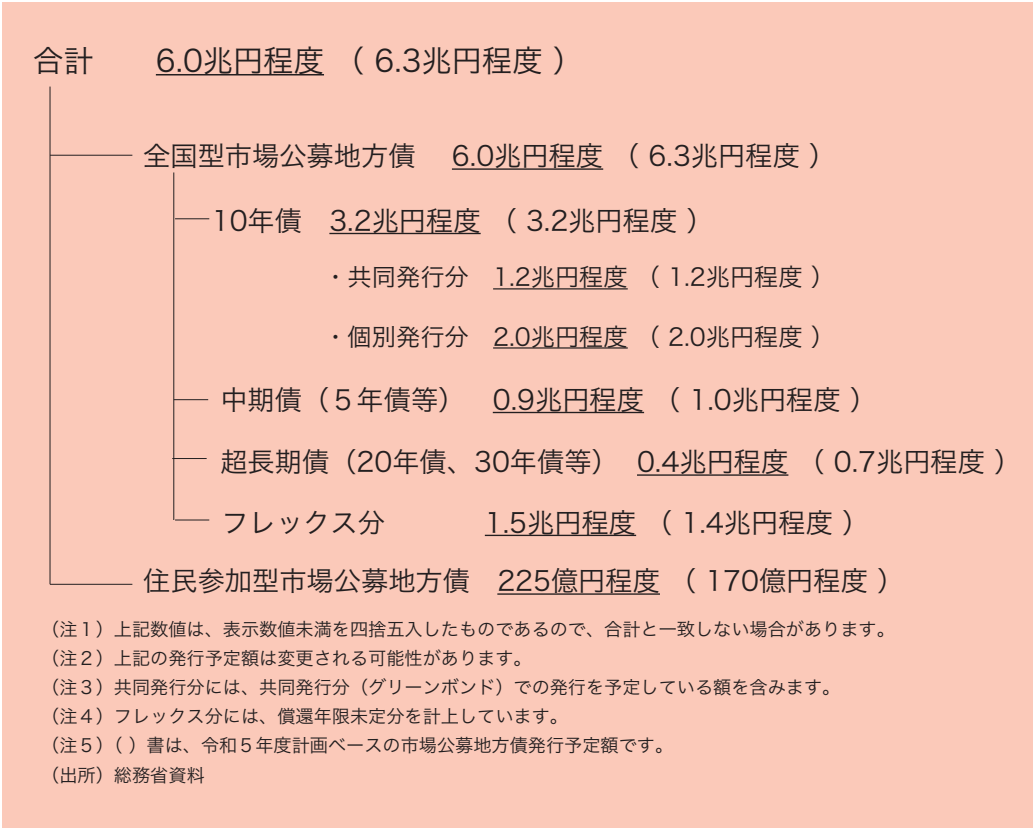 合計 6.0兆円程度 （ 6.3兆円程度 ）
全国型市場公募地方債 6.0兆円程度 （ 6.3兆円程度 ）
10年債 3.2兆円程度 （ 3.2兆円程度 ）
・共同発行分 1.2兆円程度 （ 1.2兆円程度 ）
・個別発行分 2.0兆円程度 （ 2.0兆円程度 ）
中期債（５年債等） 0.9兆円程度 （ 1.0兆円程度 ）
超長期債（20年債、30年債等） 0.4兆円程度 （ 0.7兆円程度 ）
フレックス分 1.5兆円程度 （ 1.4兆円程度 ）
住民参加型市場公募地方債 225億円程度 （ 170億円程度 ）
（注１）上記数値は、表示数値未満を四捨五入したものであるので、合計と一致しない場合があります。
（注２）上記の発行予定額は変更される可能性があります。
（注３）共同発行分には、共同発行分（グリーンボンド）での発行を予定している額を含みます。
（注４）フレックス分には、償還年限未定分を計上しています。
（注５）（ ）書は、令和５年度計画ベースの市場公募地方債発行予定額です。
（出所）総務省資料